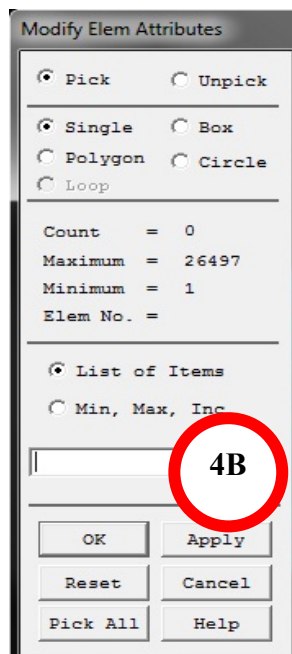 Modify Elem Attributes
Pick Unpick
Single Box
Polygon Circle
Loop
Count = 0
Maximum = 26497
Minimum = 1
Elem No. =
List of Items
Min, Max, Inc
4B
OK Apply
Reset Cancel
Pick All Help